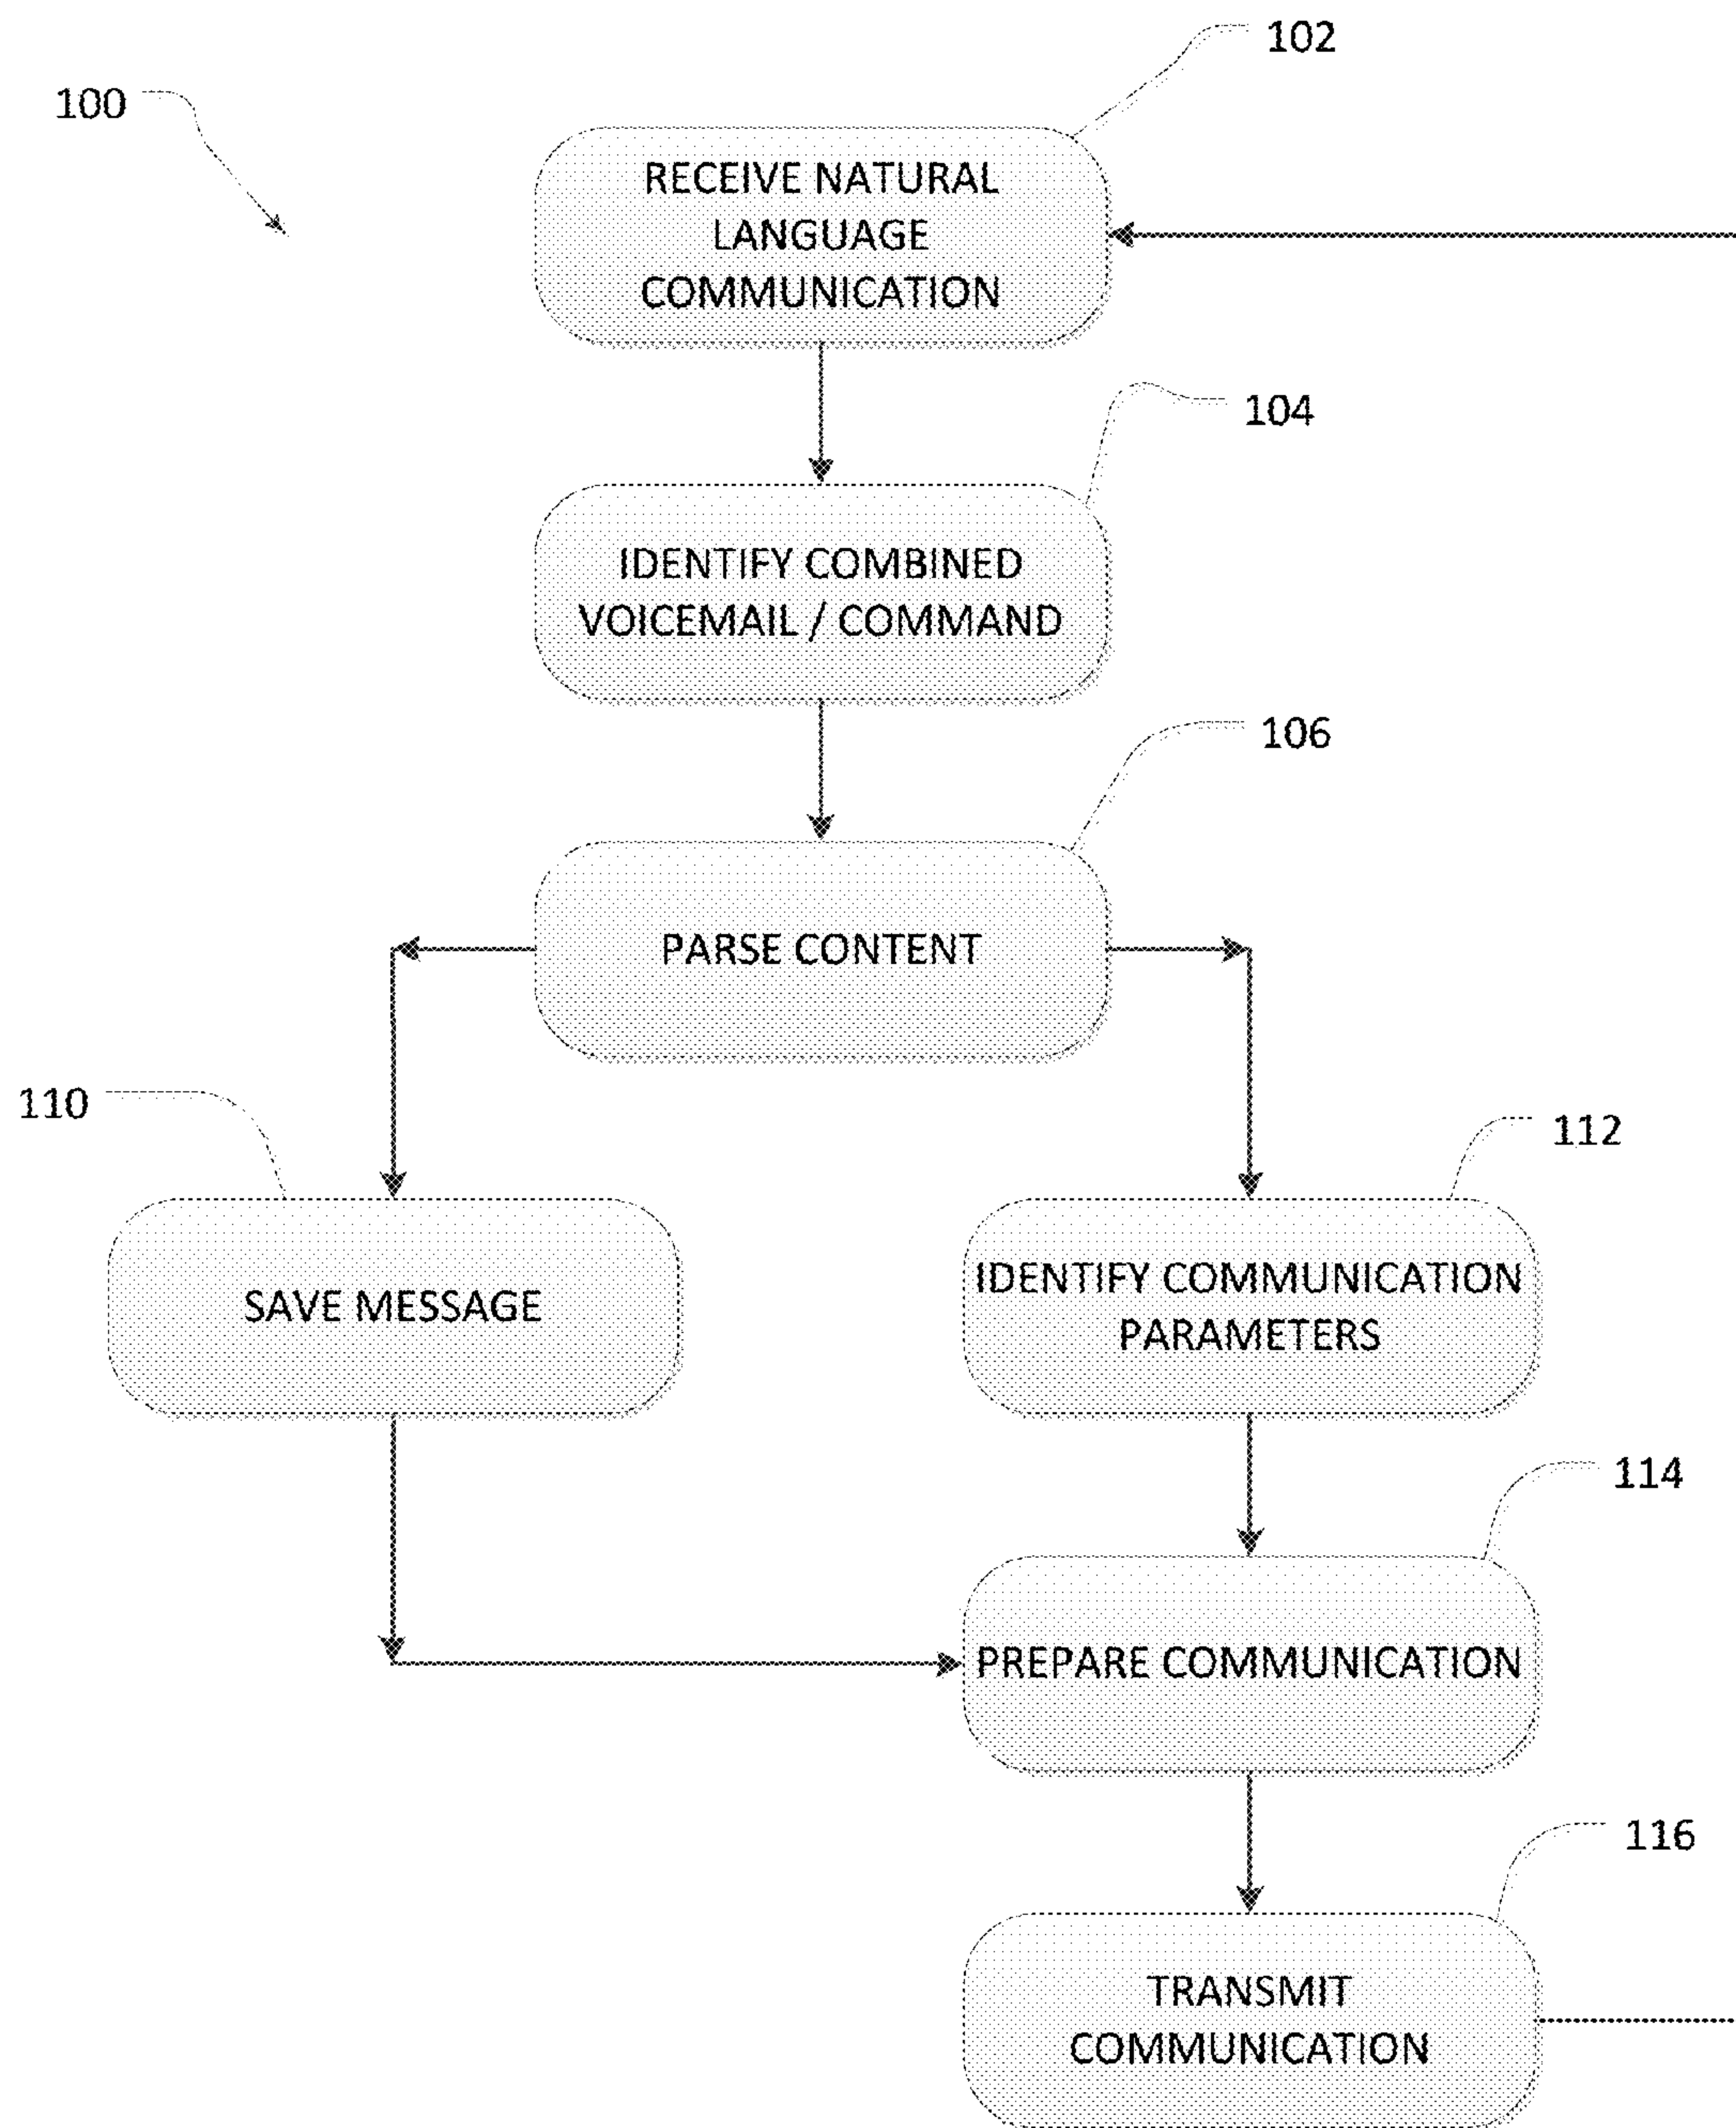 102
100
RECEIVE NATURAL
LANGUAGE
COMMUNICATION
104
IDENTIFY COMBINED
VOICEMAIL / COMMAND
106
PARSE CONTENT
110
112
SAVE MESSAGE
IDENTIFY COMMUNICATION
PARAMETERS
114
PREPARE COMMUNICATION
116
TRANSMIT
COMMUNICATION